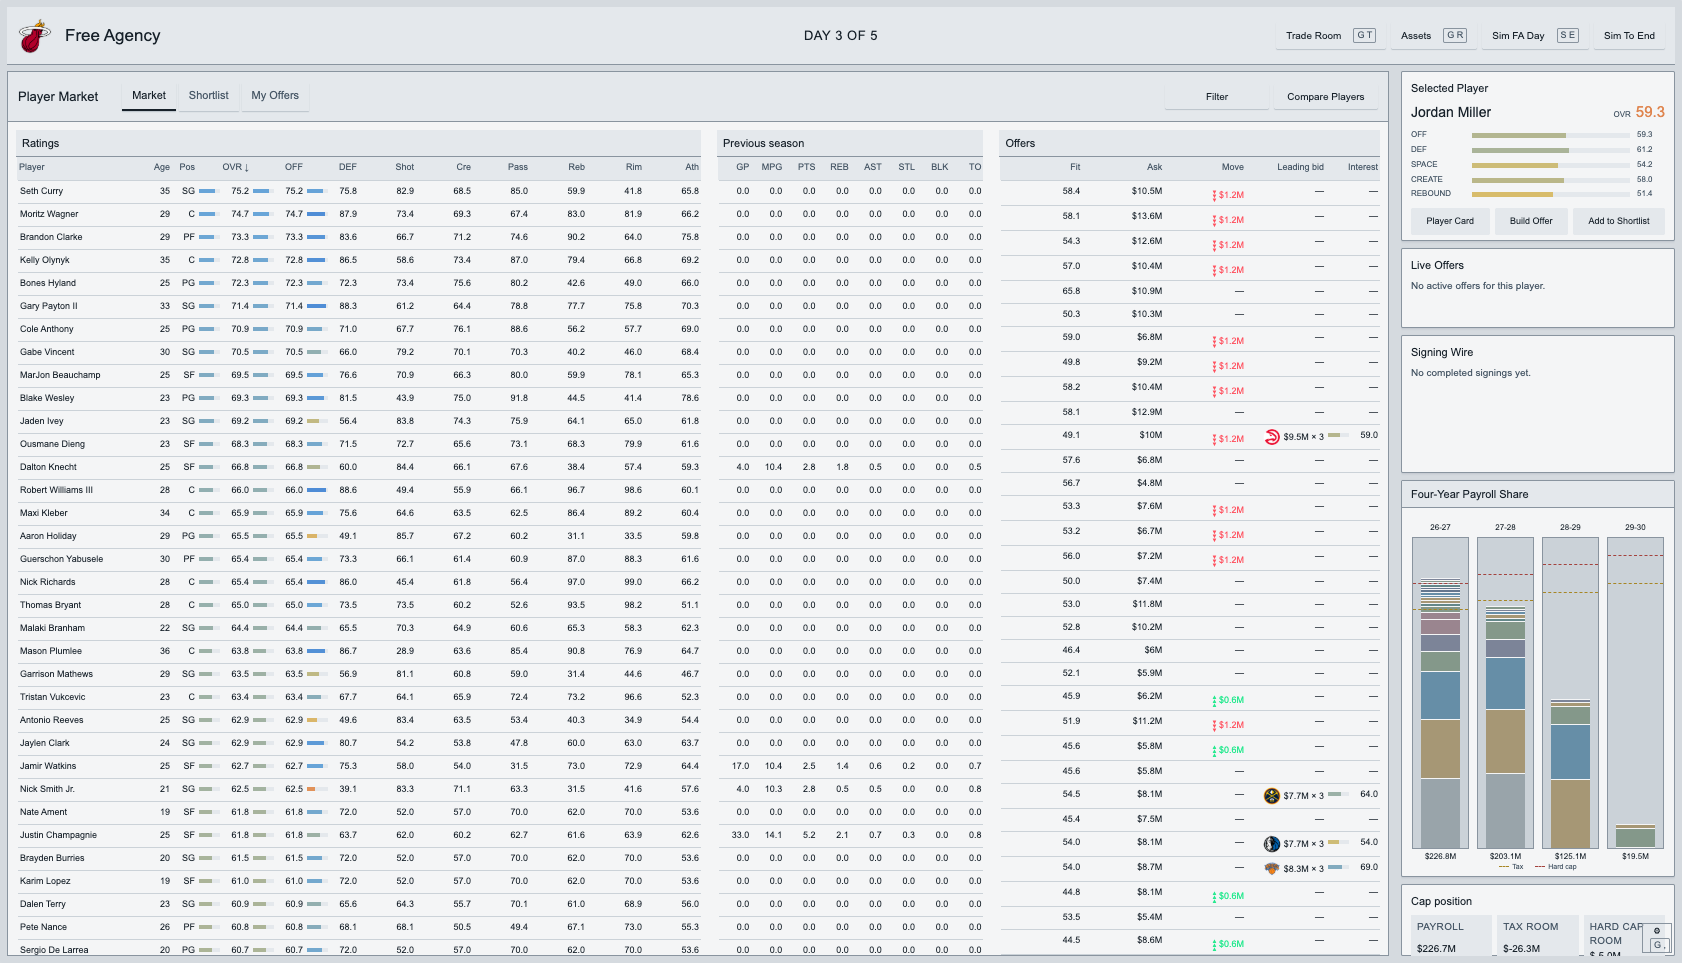 Free Agency
DAY 3 OF 5
Trade Room G T Assets G R Sim FA Day S E Sim To End
Player Market Market Shortlist My Offers Filter Compare Players
Ratings Previous season Offers
Player Age Pos OVR ↓ OFF DEF Shot Cre Pass Reb Rim Ath GP MPG PTS REB AST STL BLK TO Fit Ask Move Leading bid Interest
Seth Curry 35 SG 75.2 75.2 75.8 82.9 68.5 85.0 59.9 41.8 65.8 0.0 0.0 0.0 0.0 0.0 0.0 0.0 0.0 58.4 $10.5M $1.2M — —
Moritz Wagner 29 C 74.7 74.7 87.9 73.4 69.3 67.4 83.0 81.9 66.2 0.0 0.0 0.0 0.0 0.0 0.0 0.0 0.0 58.1 $13.6M $1.2M — —
Brandon Clarke 29 PF 73.3 73.3 83.6 66.7 71.2 74.6 90.2 64.0 75.8 0.0 0.0 0.0 0.0 0.0 0.0 0.0 0.0 54.3 $12.6M $1.2M — —
Kelly Olynyk 35 C 72.8 72.8 86.5 58.6 73.4 87.0 79.4 66.8 69.2 0.0 0.0 0.0 0.0 0.0 0.0 0.0 0.0 57.0 $10.4M $1.2M — —
Bones Hyland 25 PG 72.3 72.3 72.3 73.4 75.6 80.2 42.6 49.0 66.0 0.0 0.0 0.0 0.0 0.0 0.0 0.0 0.0 65.8 $10.9M — — —
Gary Payton II 33 SG 71.4 71.4 88.3 61.2 64.4 78.8 77.7 75.8 70.3 0.0 0.0 0.0 0.0 0.0 0.0 0.0 0.0 50.3 $10.3M — — —
Cole Anthony 25 PG 70.9 70.9 71.0 67.7 76.1 88.6 56.2 57.7 69.0 0.0 0.0 0.0 0.0 0.0 0.0 0.0 0.0 59.0 $6.8M $1.2M — —
Gabe Vincent 30 SG 70.5 70.5 66.0 79.2 70.1 70.3 40.2 46.0 68.4 0.0 0.0 0.0 0.0 0.0 0.0 0.0 0.0 49.8 $9.2M $1.2M — —
MarJon Beauchamp 25 SF 69.5 69.5 76.6 70.9 66.3 80.0 59.9 78.1 65.3 0.0 0.0 0.0 0.0 0.0 0.0 0.0 0.0 58.2 $10.4M $1.2M — —
Blake Wesley 23 PG 69.3 69.3 81.5 43.9 75.0 91.8 44.5 41.4 78.6 0.0 0.0 0.0 0.0 0.0 0.0 0.0 0.0 58.1 $12.9M — — —
Jaden Ivey 23 SG 69.2 69.2 56.4 83.8 74.3 75.9 64.1 65.0 61.8 0.0 0.0 0.0 0.0 0.0 0.0 0.0 0.0 49.1 $10M $1.2M $9.5M × 3 59.0
Ousmane Dieng 23 SF 68.3 68.3 71.5 72.7 65.6 73.1 68.3 79.9 61.6 0.0 0.0 0.0 0.0 0.0 0.0 0.0 0.0 57.6 $6.8M — — —
Dalton Knecht 25 SF 66.8 66.8 60.0 84.4 66.1 67.6 38.4 57.4 59.3 4.0 10.4 2.8 1.8 0.5 0.0 0.0 0.5 56.7 $4.8M — — —
Robert Williams III 28 C 66.0 66.0 88.6 49.4 55.9 66.1 96.7 98.6 60.1 0.0 0.0 0.0 0.0 0.0 0.0 0.0 0.0 53.3 $7.6M $1.2M — —
Maxi Kleber 34 C 65.9 65.9 75.6 64.6 63.5 62.5 86.4 89.2 60.4 0.0 0.0 0.0 0.0 0.0 0.0 0.0 0.0 53.2 $6.7M $1.2M — —
Aaron Holiday 29 PG 65.5 65.5 49.1 85.7 67.2 60.2 31.1 33.5 59.8 0.0 0.0 0.0 0.0 0.0 0.0 0.0 0.0 56.0 $7.2M $1.2M — —
Guerschon Yabusele 30 PF 65.4 65.4 73.3 66.1 61.4 60.9 87.0 88.3 61.6 0.0 0.0 0.0 0.0 0.0 0.0 0.0 0.0 50.0 $7.4M — — —
Nick Richards 28 C 65.4 65.4 86.0 45.4 61.8 56.4 97.0 99.0 66.2 0.0 0.0 0.0 0.0 0.0 0.0 0.0 0.0 53.0 $11.8M — — —
Thomas Bryant 28 C 65.0 65.0 73.5 73.5 60.2 52.6 93.5 98.2 51.1 0.0 0.0 0.0 0.0 0.0 0.0 0.0 0.0 52.8 $10.2M — — —
Malaki Branham 22 SG 64.4 64.4 65.5 70.3 64.9 60.6 65.3 58.3 62.3 0.0 0.0 0.0 0.0 0.0 0.0 0.0 0.0 46.4 $6M — — —
Mason Plumlee 36 C 63.8 63.8 86.7 28.9 63.6 85.4 90.8 76.9 64.7 0.0 0.0 0.0 0.0 0.0 0.0 0.0 0.0 52.1 $5.9M — — —
Garrison Mathews 29 SG 63.5 63.5 56.9 81.1 60.8 59.0 31.4 44.6 46.7 0.0 0.0 0.0 0.0 0.0 0.0 0.0 0.0 45.9 $6.2M $0.6M — —
Tristan Vukcevic 23 C 63.4 63.4 67.7 64.1 65.9 72.4 73.2 96.6 52.3 0.0 0.0 0.0 0.0 0.0 0.0 0.0 0.0 51.9 $11.2M $1.2M — —
Antonio Reeves 25 SG 62.9 62.9 49.6 83.4 63.5 53.4 40.3 34.9 54.4 0.0 0.0 0.0 0.0 0.0 0.0 0.0 0.0 45.6 $5.8M $0.6M — —
Jaylen Clark 24 SG 62.9 62.9 80.7 54.2 53.8 47.8 60.0 63.0 63.7 0.0 0.0 0.0 0.0 0.0 0.0 0.0 0.0 45.6 $5.8M — — —
Jamir Watkins 25 SF 62.7 62.7 75.3 58.0 54.0 31.5 73.0 72.9 64.4 17.0 10.4 2.5 1.4 0.6 0.2 0.0 0.7 54.5 $8.1M — $7.7M × 3 64.0
Nick Smith Jr. 21 SG 62.5 62.5 39.1 83.3 71.1 63.3 31.5 41.6 57.6 4.0 10.3 2.8 0.5 0.5 0.0 0.0 0.8 45.4 $7.5M — — —
Nate Ament 19 SF 61.8 61.8 72.0 52.0 57.0 70.0 62.0 70.0 53.6 0.0 0.0 0.0 0.0 0.0 0.0 0.0 0.0 54.0 $8.1M — $7.7M × 3 54.0
Justin Champagnie 25 SF 61.8 61.8 63.7 62.0 60.2 62.7 61.6 63.9 62.6 33.0 14.1 5.2 2.1 0.7 0.3 0.0 0.8 54.0 $8.7M — $8.3M × 3 69.0
Brayden Burries 20 SG 61.5 61.5 72.0 52.0 57.0 70.0 62.0 70.0 53.6 0.0 0.0 0.0 0.0 0.0 0.0 0.0 0.0 44.8 $8.1M $0.6M — —
Karim Lopez 19 SF 61.0 61.0 72.0 52.0 57.0 70.0 62.0 70.0 53.6 0.0 0.0 0.0 0.0 0.0 0.0 0.0 0.0 53.5 $5.4M — — —
Dalen Terry 23 SG 60.9 60.9 65.6 64.3 55.7 70.1 61.0 68.9 56.0 0.0 0.0 0.0 0.0 0.0 0.0 0.0 0.0 44.5 $8.6M $0.6M — —
Pete Nance 26 PF 60.8 60.8 68.1 68.1 50.5 49.4 67.1 73.0 55.3 0.0 0.0 0.0 0.0 0.0 0.0 0.0 0.0
Sergio De Larrea 20 PG 60.7 60.7 72.0 52.0 57.0 70.0 62.0 70.0 53.6 0.0 0.0 0.0 0.0 0.0 0.0 0.0 0.0
Selected Player
Jordan Miller OVR 59.3
OFF 59.3
DEF 61.2
SPACE 54.2
CREATE 58.0
REBOUND 51.4
Player Card Build Offer Add to Shortlist
Live Offers
No active offers for this player.
Signing Wire
No completed signings yet.
Four-Year Payroll Share
26-27 27-28 28-29 29-30
$226.8M $203.1M $125.1M $19.5M
Tax Hard cap
Cap position
PAYROLL TAX ROOM HARD CAP ROOM
$226.7M $-26.3M
G .